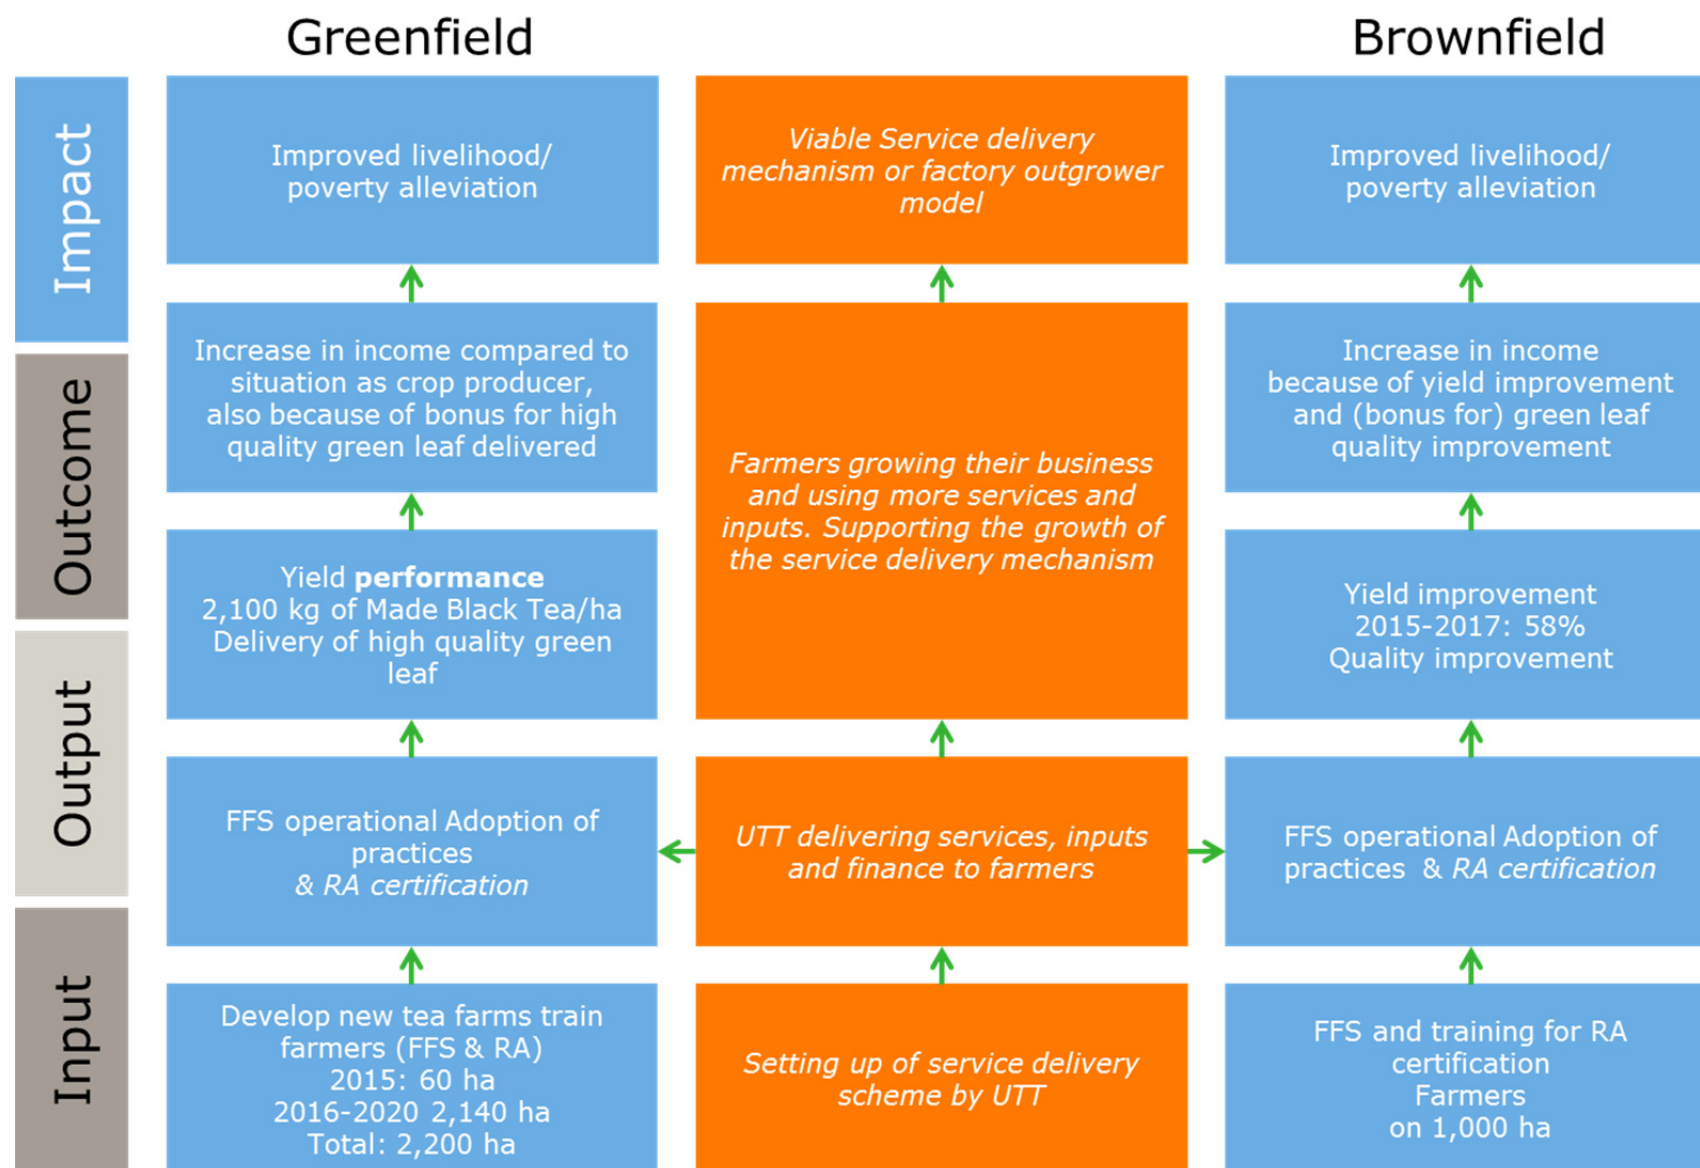 Greenfield
Brownfield
Impact
Improved livelihood/
poverty alleviation
Viable Service delivery
mechanism or factory outgrower
model
Improved livelihood/
poverty alleviation
Increase in income compared to
situation as crop producer,
also because of bonus for high
quality green leaf delivered
Farmers growing their business
and using more services and
inputs. Supporting the growth of
the service delivery mechanism
Increase in income
because of yield improvement
and (bonus for) green leaf
quality improvement
Outcome
Yield performance
2,100 kg of Made Black Tea/ha
Delivery of high quality green
leaf
Yield improvement
2015-2017: 58%
Quality improvement
Output
FFS operational Adoption of
practices
& RA certification
UTT delivering services, inputs
and finance to farmers
FFS operational Adoption of
practices & RA certification
Input
Develop new tea farms train
farmers (FFS & RA)
2015: 60 ha
2016-2020 2,140 ha
Total: 2,200 ha
Setting up of service delivery
scheme by UTT
FFS and training for RA
certification
Farmers
on 1,000 ha